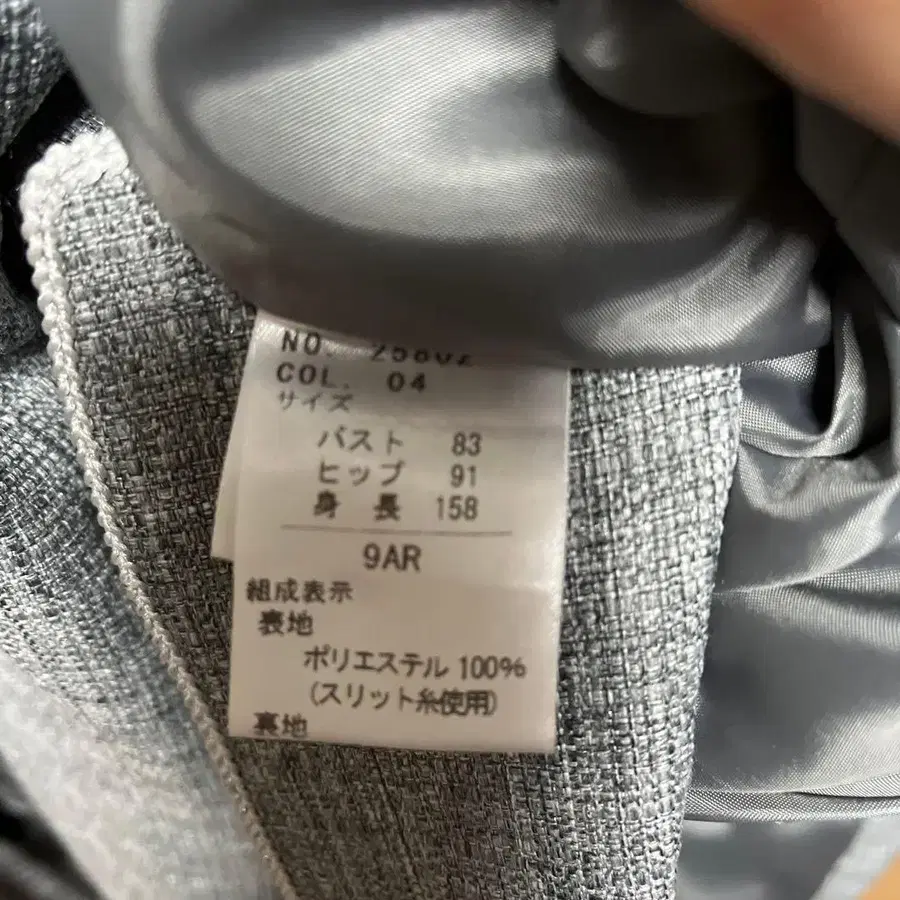 NO. 25802
COL. 04
サイズ
バスト 83
ヒップ 91
身長 158
9AR
組成表示
表地
ポリエステル 100%
(スリット糸使用)
裏地